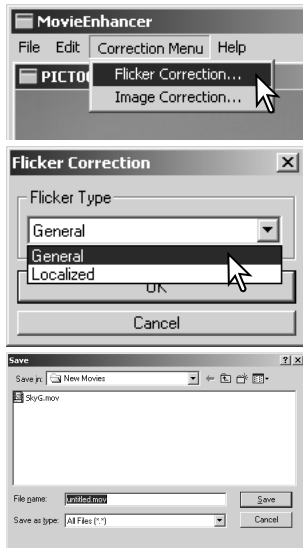 MovieEnhancer
File Edit Correction Menu Help
PICTO
Flicker Correction...
Image Correction...
Flicker Correction
Flicker Type
General
General
Localized
OK
Cancel
Save
Save in: New Movies
SkyG.mov
File name: untitled.mov Save
Save as type: All Files (*.*) Cancel